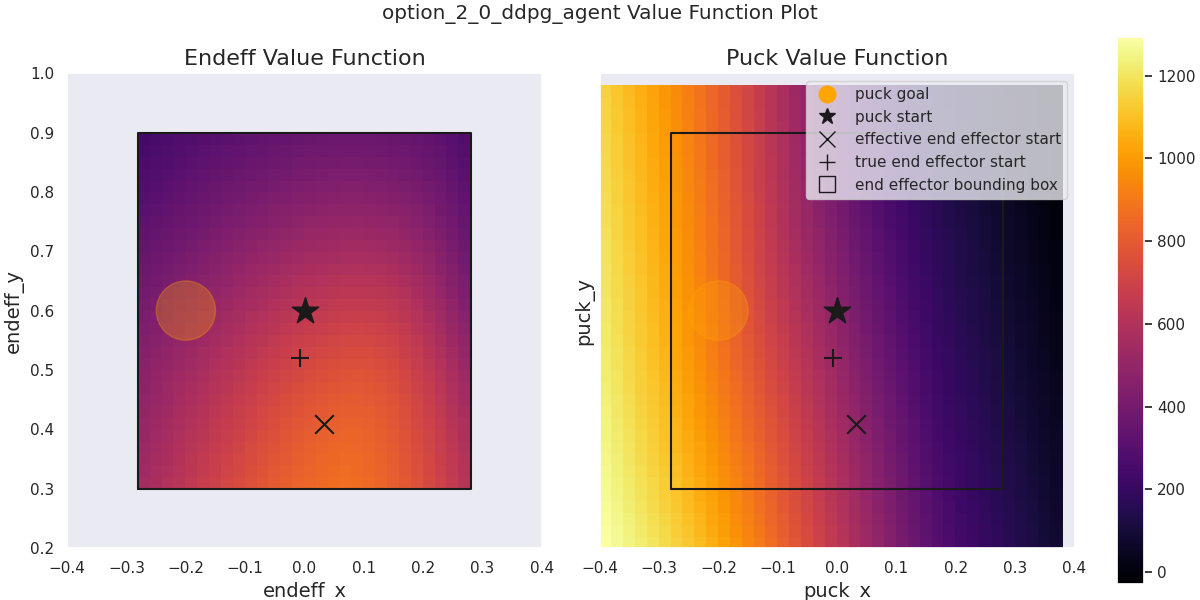 option_2_0_ddpg_agent Value Function Plot
Endeff Value Function
1.0
0.9
0.8
0.7
0.6
0.5
0.4
0.3
0.2
endeff_y
−0.4 −0.3 −0.2 −0.1 0.0 0.1 0.2 0.3 0.4
endeff_x
Puck Value Function
puck goal
puck start
effective end effector start
true end effector start
end effector bounding box
puck_y
−0.4 −0.3 −0.2 −0.1 0.0 0.1 0.2 0.3 0.4
puck_x
1200
1000
800
600
400
200
0